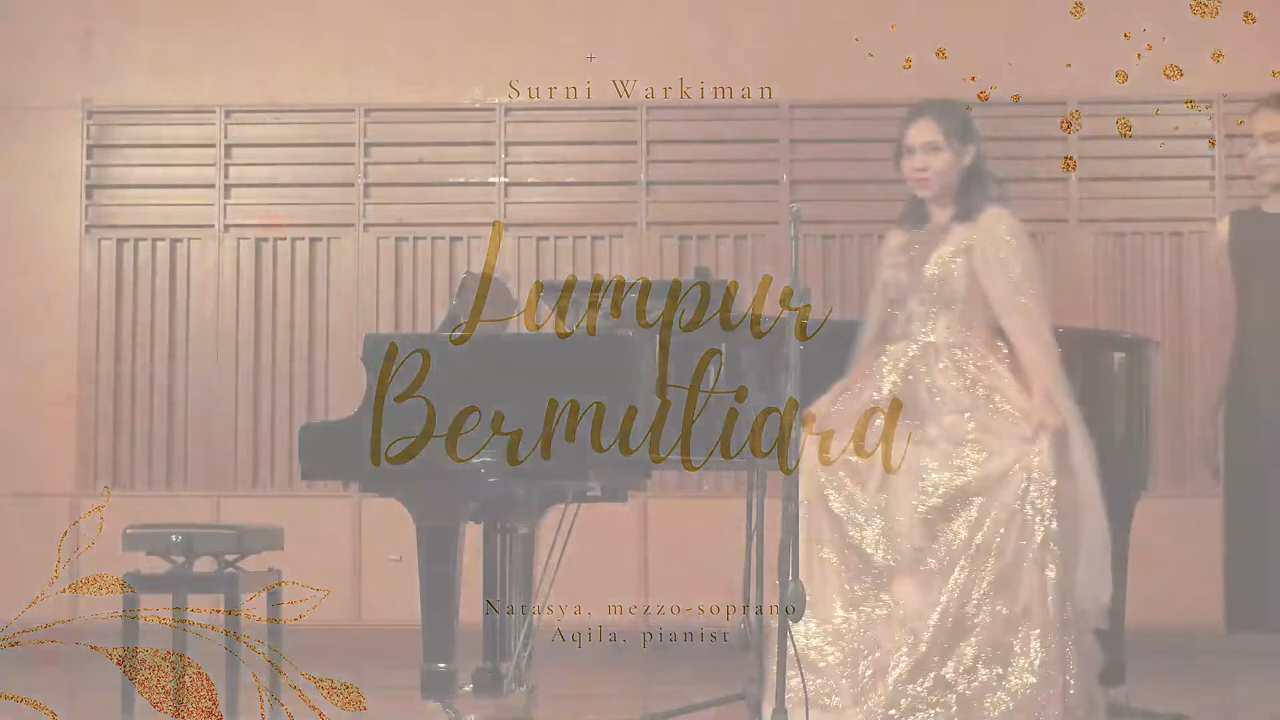 Surni Warkiman
Lumpur
Bermutiara
Natasya, mezzo-soprano
Aqila, pianist